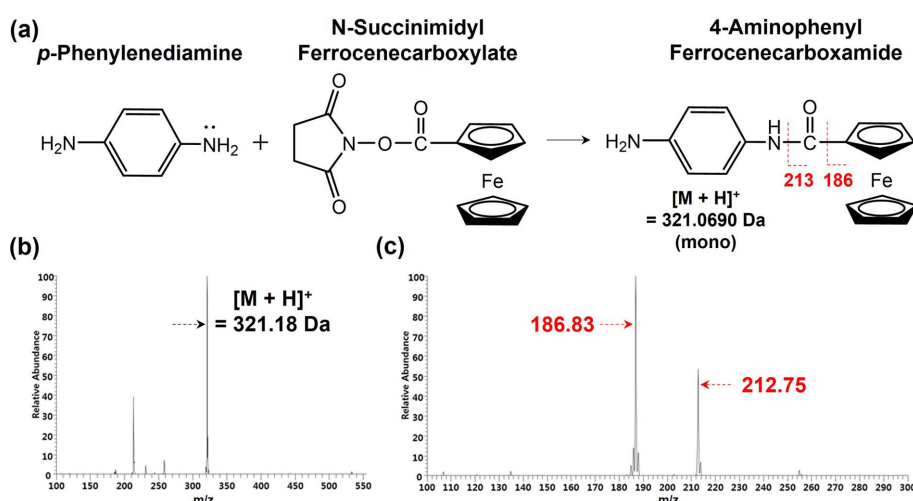 (a)
p-Phenylenediamine
N-Succinimidyl
Ferrocenecarboxylate
4-Aminophenyl
Ferrocenecarboxamide
H₂N
N̈H₂
+
O
N
O
O
C
O
Fe
H₂N
H
N
O
C
213
186
Fe
[M + H]⁺
= 321.0690 Da
(mono)
(b)
Relative Abundance
100
90
80
70
60
50
40
30
20
10
0
100 150 200 250 300 350 400 450 500 550
m/z
[M + H]⁺
= 321.18 Da
(c)
Relative Abundance
100
90
80
70
60
50
40
30
20
10
0
100 110 120 130 140 150 160 170 180 190 200 210 220 230 240 250 260 270 280 290 300
m/z
186.83
212.75